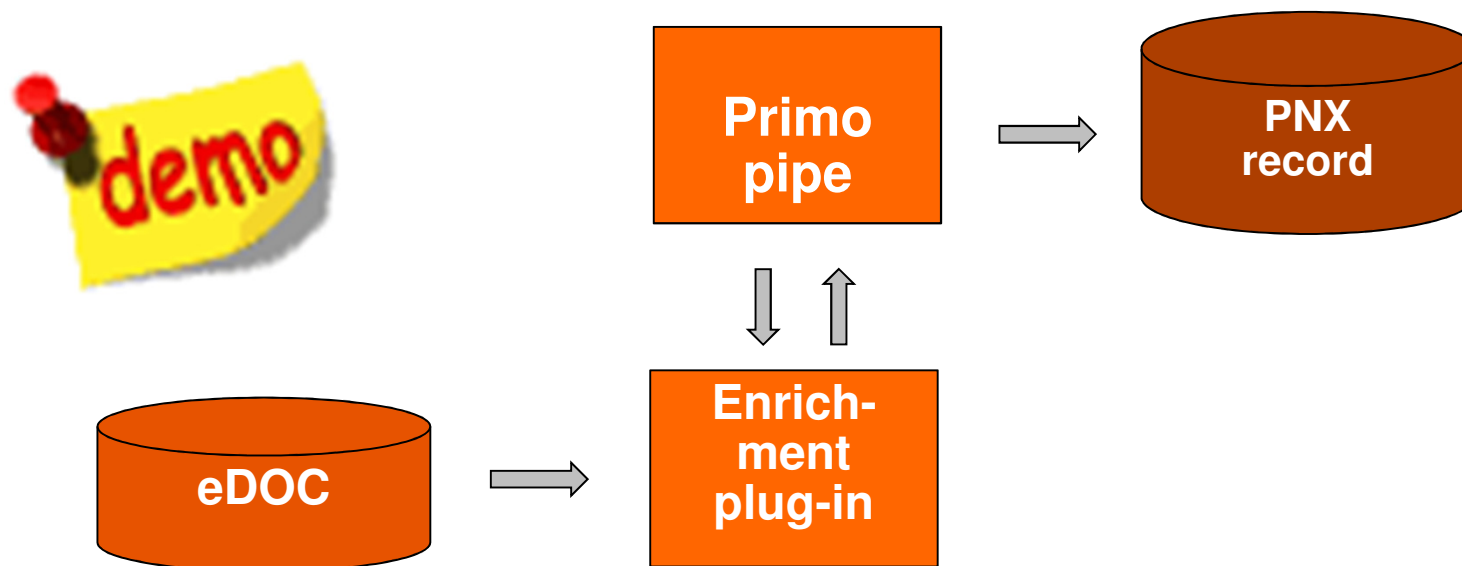 demo
Primo
pipe
PNX
record
eDOC
Enrich-
ment
plug-in